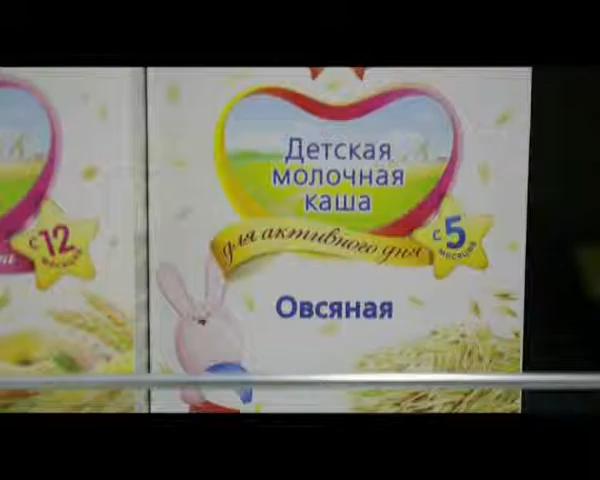 Детская
молочная
каша
для активного дня
с 5
месяцев
Овсяная
с 12
месяцев